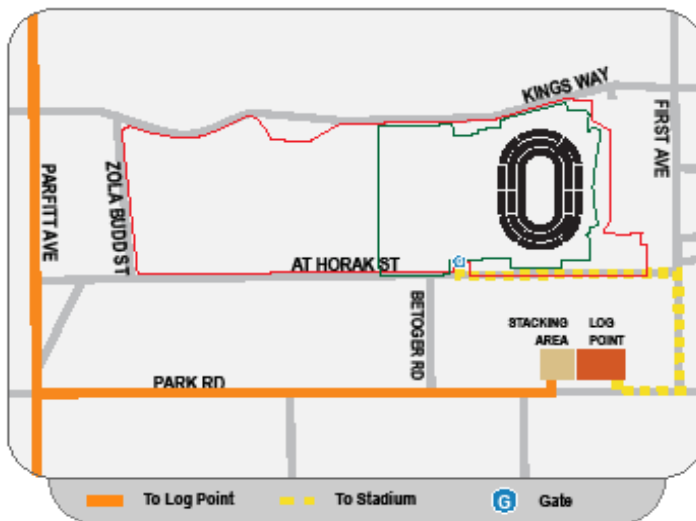 KINGS WAY
FIRST AVE
PARFITT AVE
ZOLA BUDD ST
AT HORAK ST
G
BETOGER RD
STACKING AREA
LOG POINT
PARK RD
To Log Point
To Stadium
G Gate